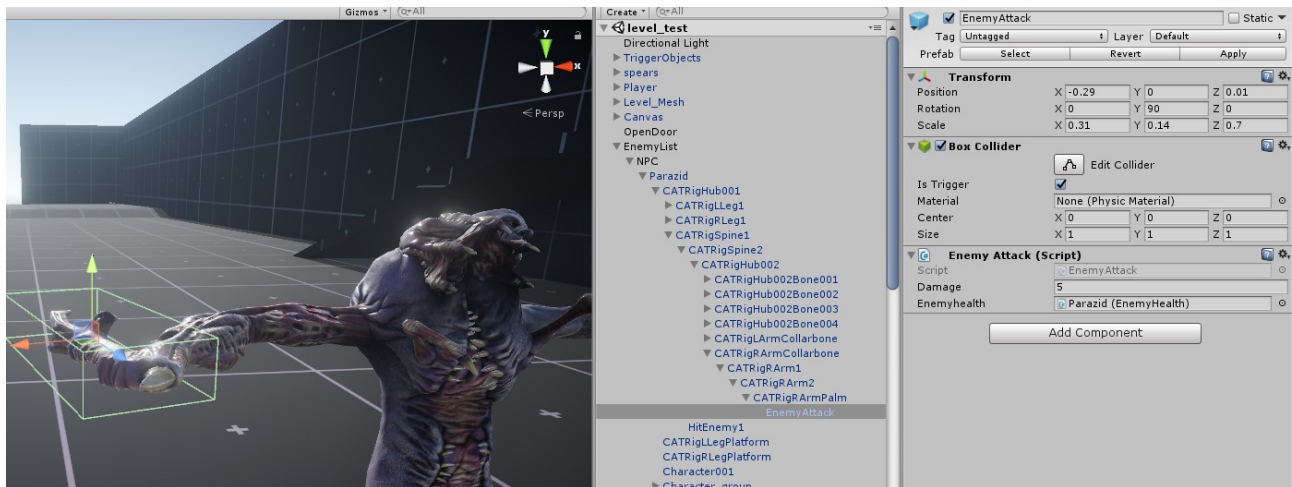 Gizmos All
y
x
Persp
Create All
level_test
Directional Light
TriggerObjects
spears
Player
Level_Mesh
Canvas
OpenDoor
EnemyList
NPC
Parazid
CATRigHub001
CATRigLLeg1
CATRigRLeg1
CATRigSpine1
CATRigSpine2
CATRigHub002
CATRigHub002Bone001
CATRigHub002Bone002
CATRigHub002Bone003
CATRigHub002Bone004
CATRigLArmCollarbone
CATRigRArmCollarbone
CATRigRArm1
CATRigRArm2
CATRigRArmPalm
EnemyAttack
HitEnemy1
CATRigLLegPlatform
CATRigRLegPlatform
Character001
Character_group
EnemyAttack Static
Tag Untagged Layer Default
Prefab Select Revert Apply
Transform
Position X -0.29 Y 0 Z 0.01
Rotation X 0 Y 90 Z 0
Scale X 0.31 Y 0.14 Z 0.7
Box Collider
Edit Collider
Is Trigger
Material None (Physic Material)
Center X 0 Y 0 Z 0
Size X 1 Y 1 Z 1
Enemy Attack (Script)
Script EnemyAttack
Damage 5
Enemyhealth Parazid (EnemyHealth)
Add Component